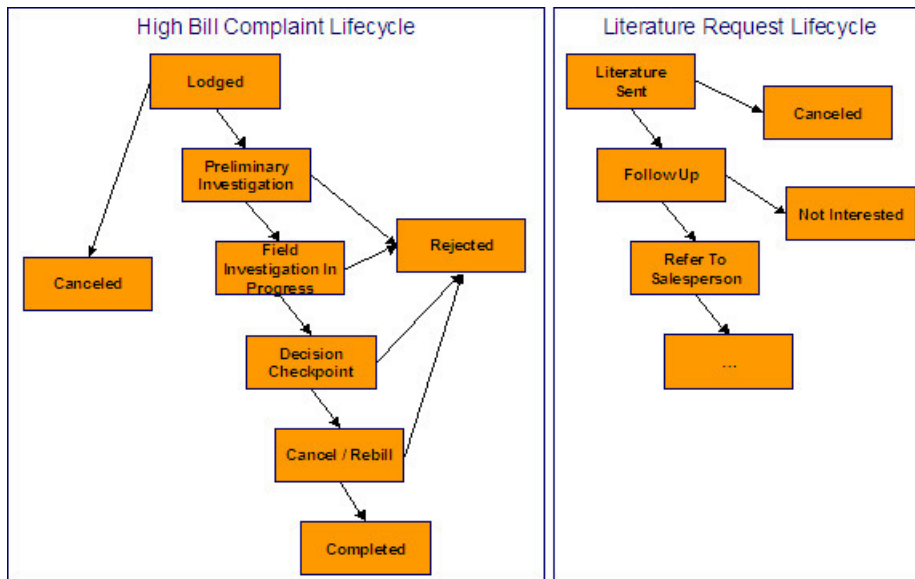 High Bill Complaint Lifecycle
Lodged
Preliminary
Investigation
Field
Investigation In
Progress
Rejected
Canceled
Decision
Checkpoint
Cancel / Rebill
Completed
Literature Request Lifecycle
Literature
Sent
Canceled
Follow Up
Not Interested
Refer To
Salesperson
...